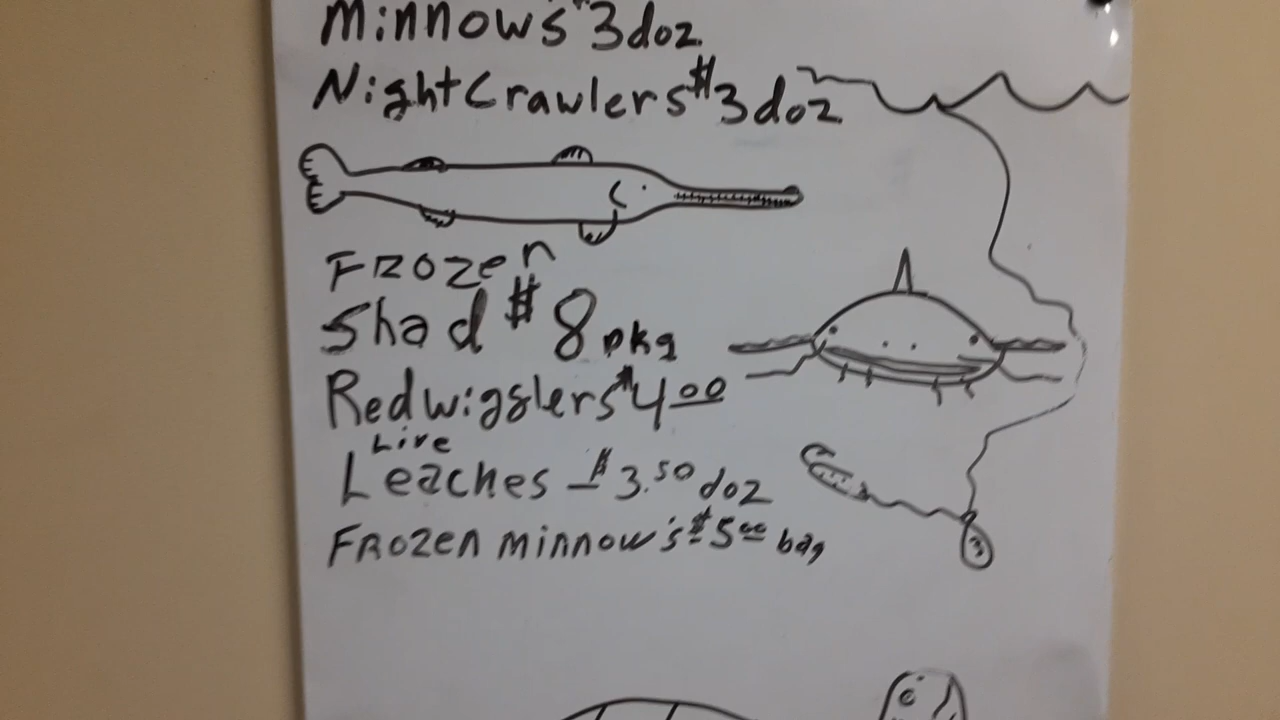 Minnow's $3doz
NightCrawlers $3doz
Frozen
Shad $8 pkg
Redwigglers $4.00
Live
Leaches $3.50 doz
Frozen minnow's $5.00 bag